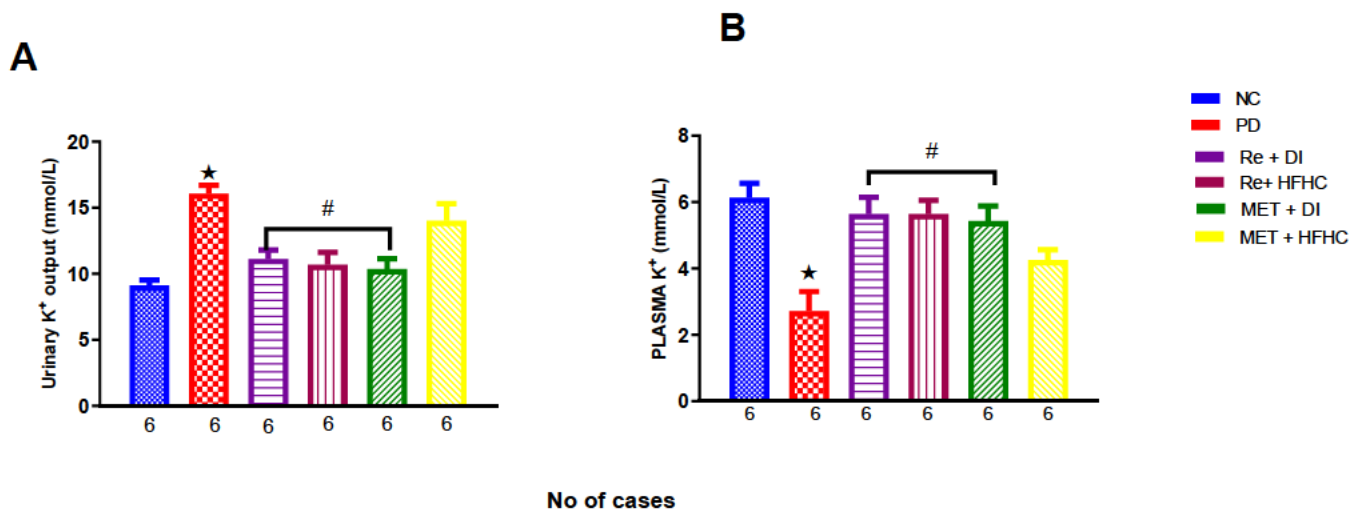 A
B
Urinary K⁺ output (mmol/L)
20
15
10
5
0
★
#
6 6 6 6 6 6
PLASMA K⁺ (mmol/L)
8
6
4
2
0
★
#
6 6 6 6 6 6
NC
PD
Re + DI
Re+ HFHC
MET + DI
MET + HFHC
No of cases